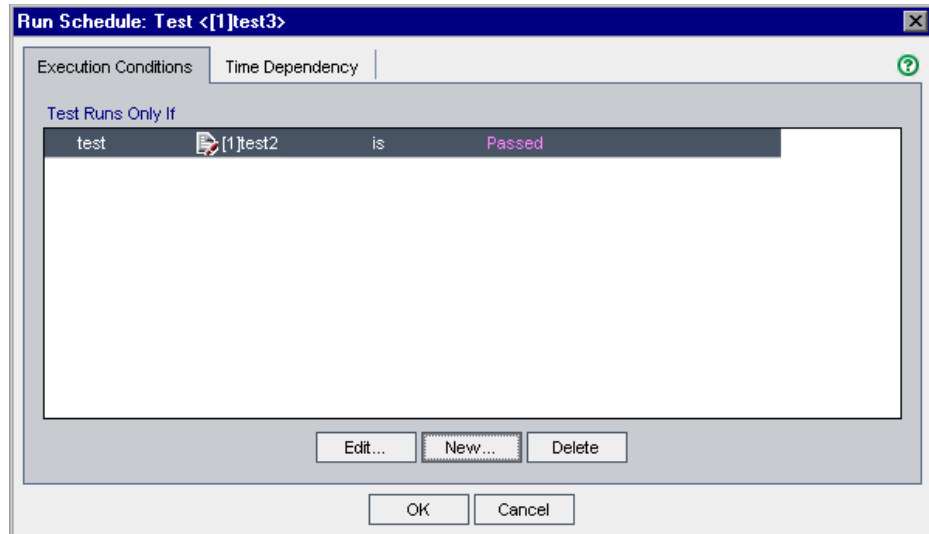 Run Schedule: Test <[1]test3>
Execution Conditions Time Dependency
Test Runs Only If
test [1]test2 is Passed
Edit... New... Delete
OK Cancel